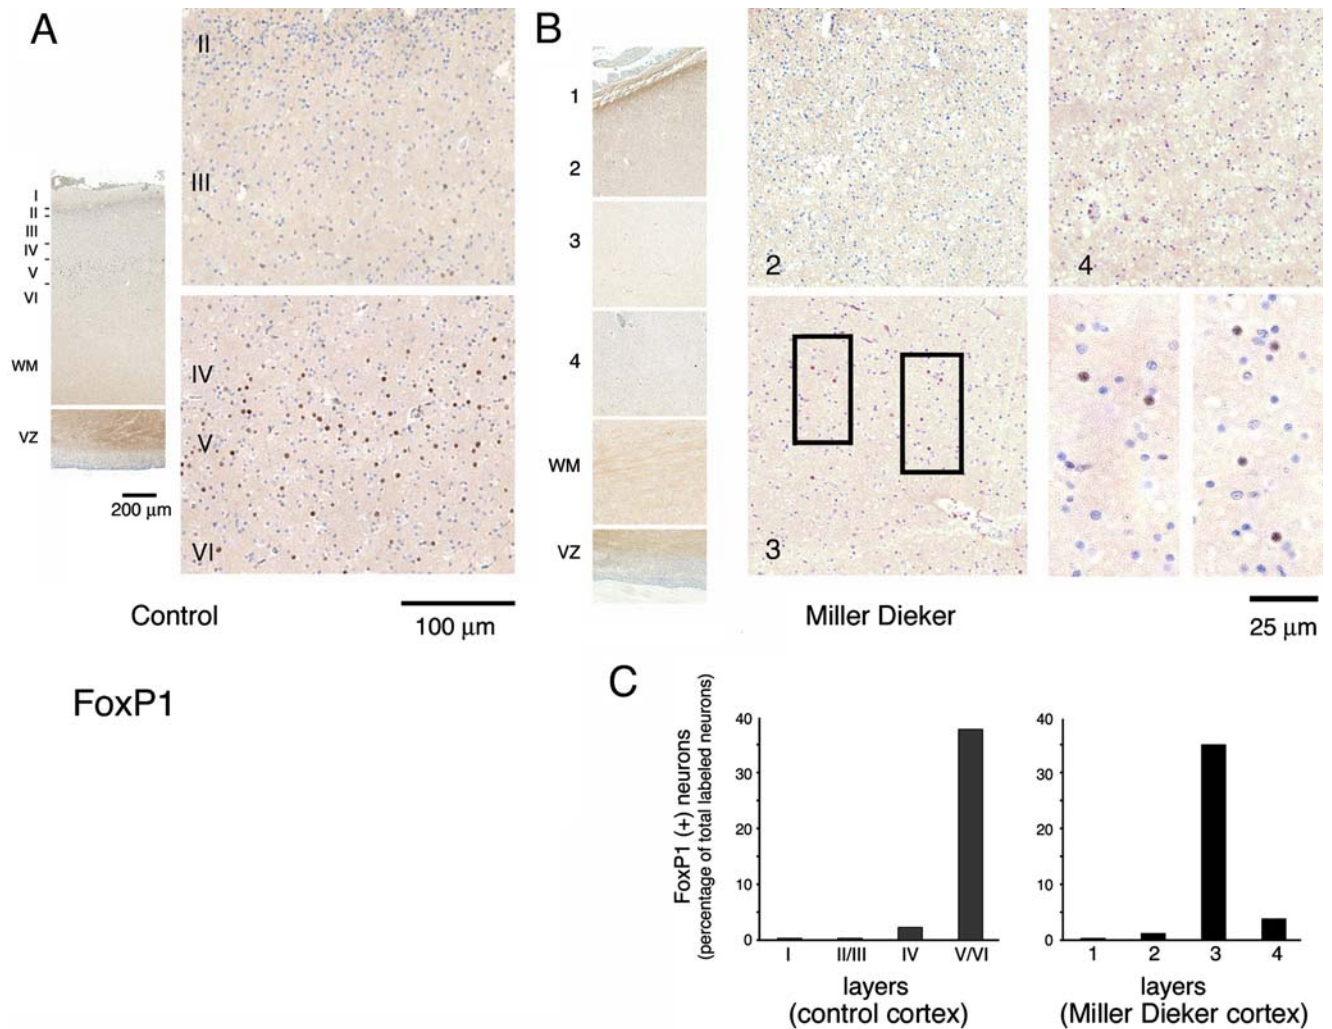 A
II
III
I
II
III
IV
V
VI
WM
VZ
200 µm
IV
V
VI
Control
100 µm
B
1
2
3
4
WM
VZ
2
4
3
Miller Dieker
25 µm
FoxP1
C
FoxP1 (+) neurons
(percentage of total labeled neurons)
40
30
20
10
0
I II/III IV V/VI
layers
(control cortex)
40
30
20
10
0
1 2 3 4
layers
(Miller Dieker cortex)